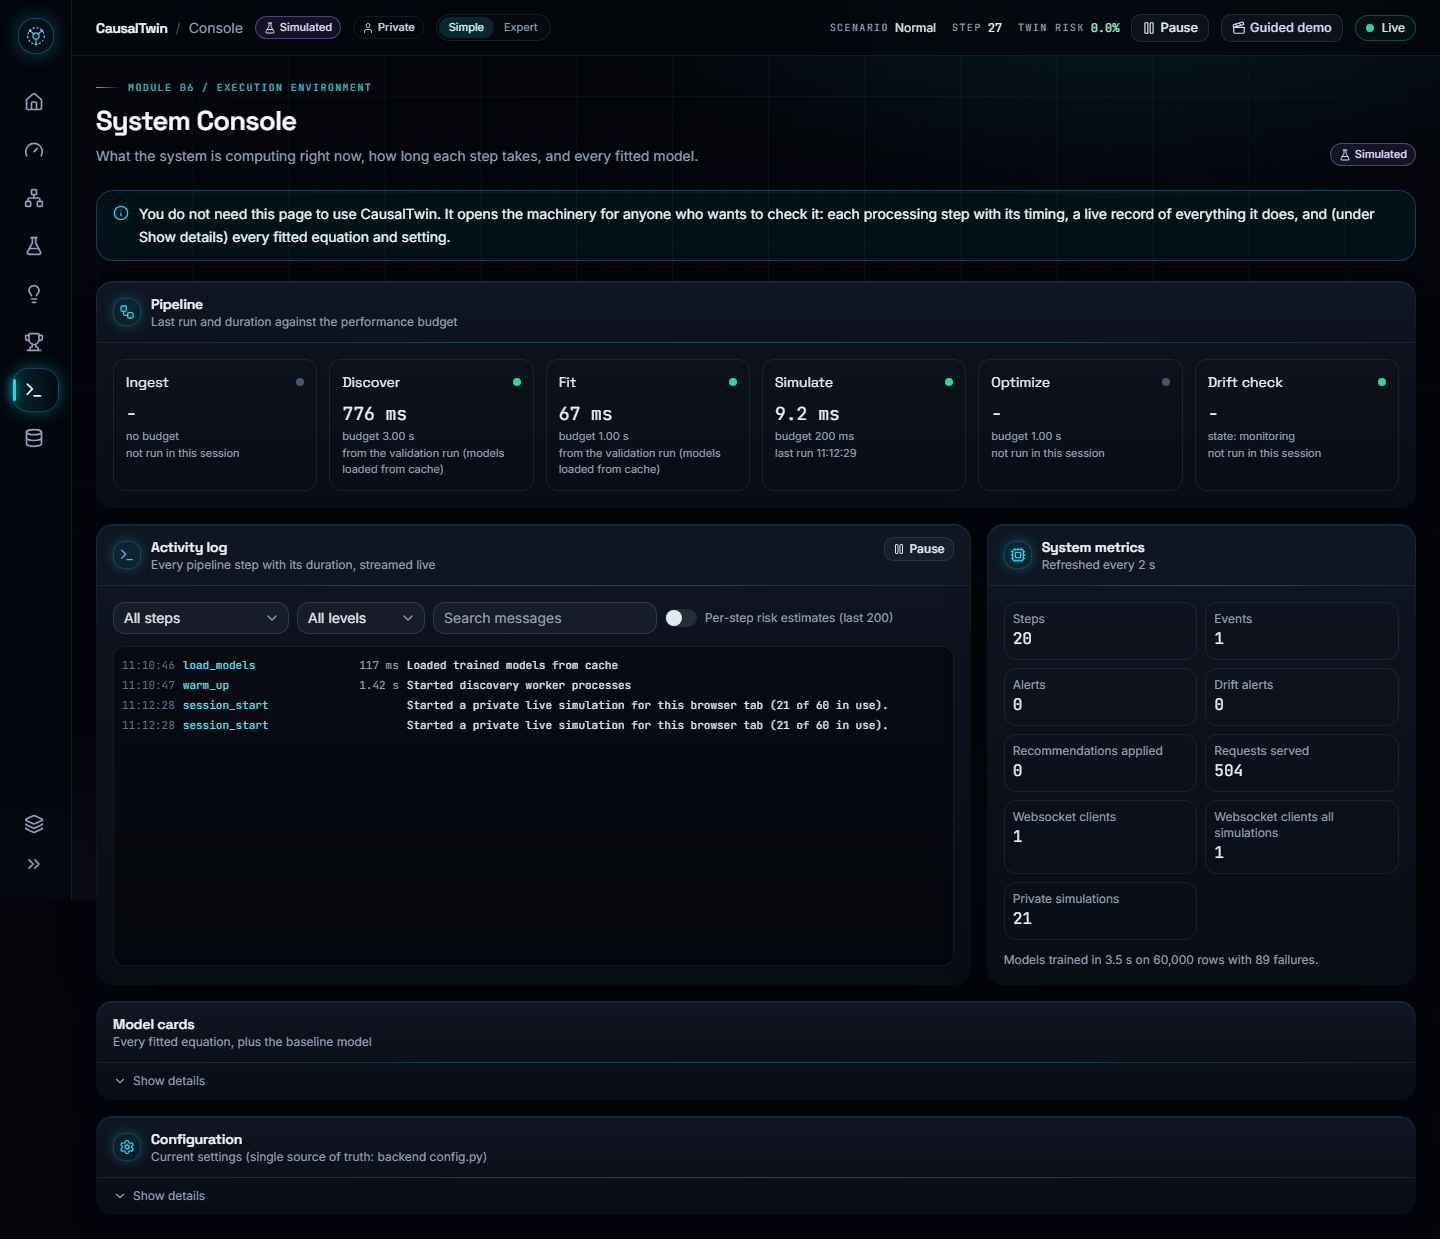 CausalTwin / Console Simulated Private Simple Expert SCENARIO Normal STEP 27 TWIN RISK 0.0% Pause Guided demo Live
MODULE 06 / EXECUTION ENVIRONMENT
System Console
What the system is computing right now, how long each step takes, and every fitted model.
Simulated
You do not need this page to use CausalTwin. It opens the machinery for anyone who wants to check it: each processing step with its timing, a live record of everything it does, and (under
Show details) every fitted equation and setting.
Pipeline
Last run and duration against the performance budget
Ingest
-
no budget
not run in this session
Discover
776 ms
budget 3.00 s
from the validation run (models
loaded from cache)
Fit
67 ms
budget 1.00 s
from the validation run (models
loaded from cache)
Simulate
9.2 ms
budget 200 ms
last run 11:12:29
Optimize
-
budget 1.00 s
not run in this session
Drift check
-
state: monitoring
not run in this session
Activity log
Every pipeline step with its duration, streamed live
Pause
All steps All levels Search messages Per-step risk estimates (last 200)
11:10:46 load_models 117 ms Loaded trained models from cache
11:10:47 warm_up 1.42 s Started discovery worker processes
11:12:28 session_start Started a private live simulation for this browser tab (21 of 60 in use).
11:12:28 session_start Started a private live simulation for this browser tab (21 of 60 in use).
System metrics
Refreshed every 2 s
Steps
20
Events
1
Alerts
0
Drift alerts
0
Recommendations applied
0
Requests served
504
Websocket clients
1
Websocket clients all
simulations
1
Private simulations
21
Models trained in 3.5 s on 60,000 rows with 89 failures.
Model cards
Every fitted equation, plus the baseline model
Show details
Configuration
Current settings (single source of truth: backend config.py)
Show details